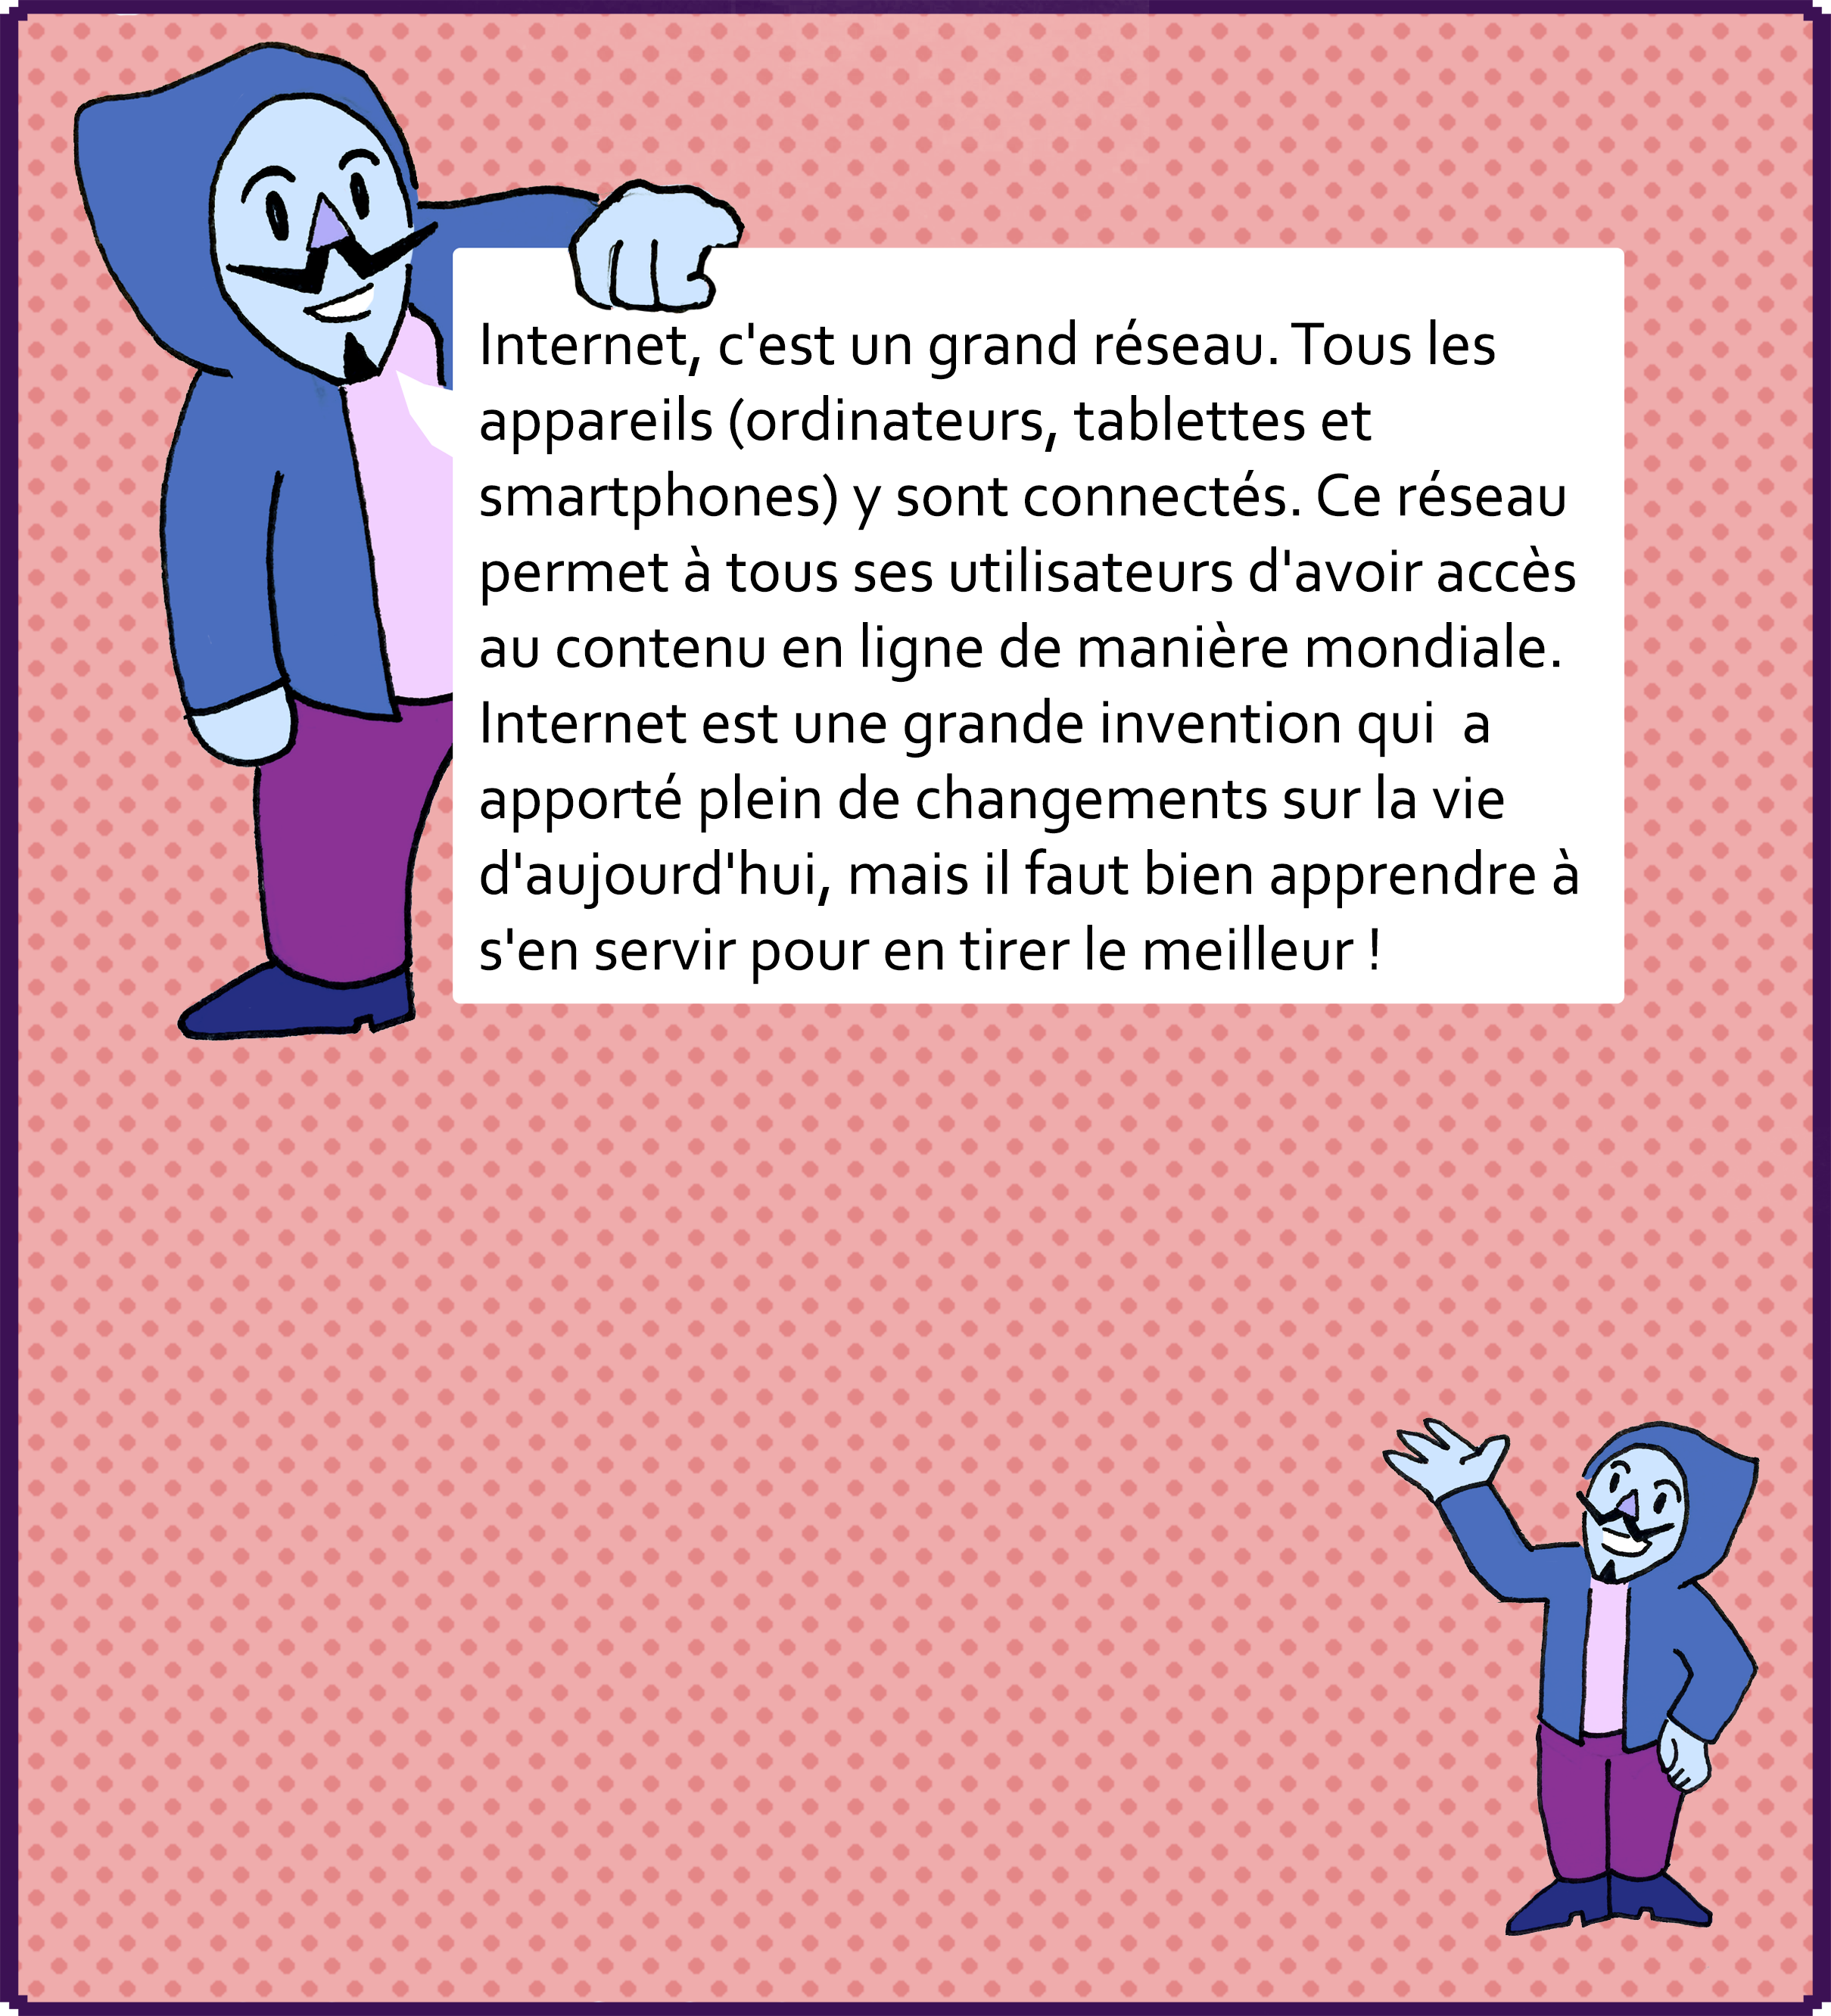 Internet, c'est un grand réseau. Tous les
appareils (ordinateurs, tablettes et
smartphones) y sont connectés. Ce réseau
permet à tous ses utilisateurs d'avoir accès
au contenu en ligne de manière mondiale.
Internet est une grande invention qui  a
apporté plein de changements sur la vie
d'aujourd'hui, mais il faut bien apprendre à
s'en servir pour en tirer le meilleur !